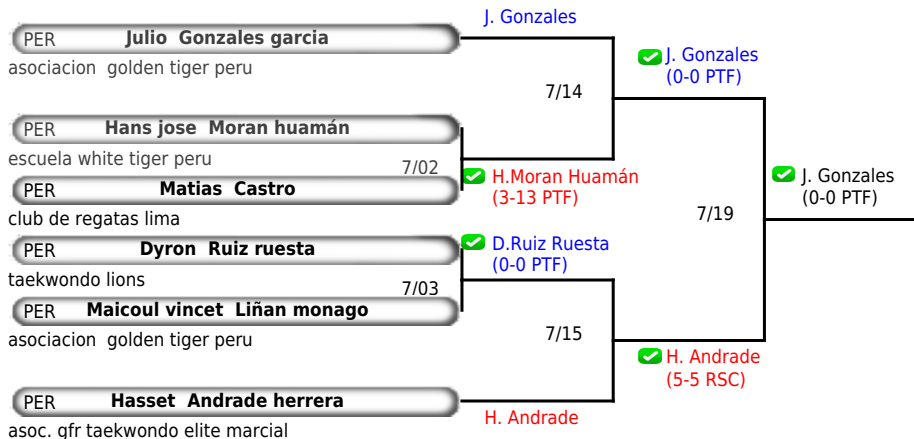 J. Gonzales
PER Julio Gonzales garcia
asociacion golden tiger peru
J. Gonzales
(0-0 PTF)
7/14
PER Hans jose Moran huamán
escuela white tiger peru
7/02
H.Moran Huamán
(3-13 PTF)
PER Matias Castro
club de regatas lima
J. Gonzales
(0-0 PTF)
7/19
PER Dyron Ruiz ruesta
taekwondo lions
D.Ruiz Ruesta
(0-0 PTF)
7/03
PER Maicoul vincet Liñan monago
asociacion golden tiger peru
7/15
H. Andrade
(5-5 RSC)
PER Hasset Andrade herrera
H. Andrade
asoc. gfr taekwondo elite marcial